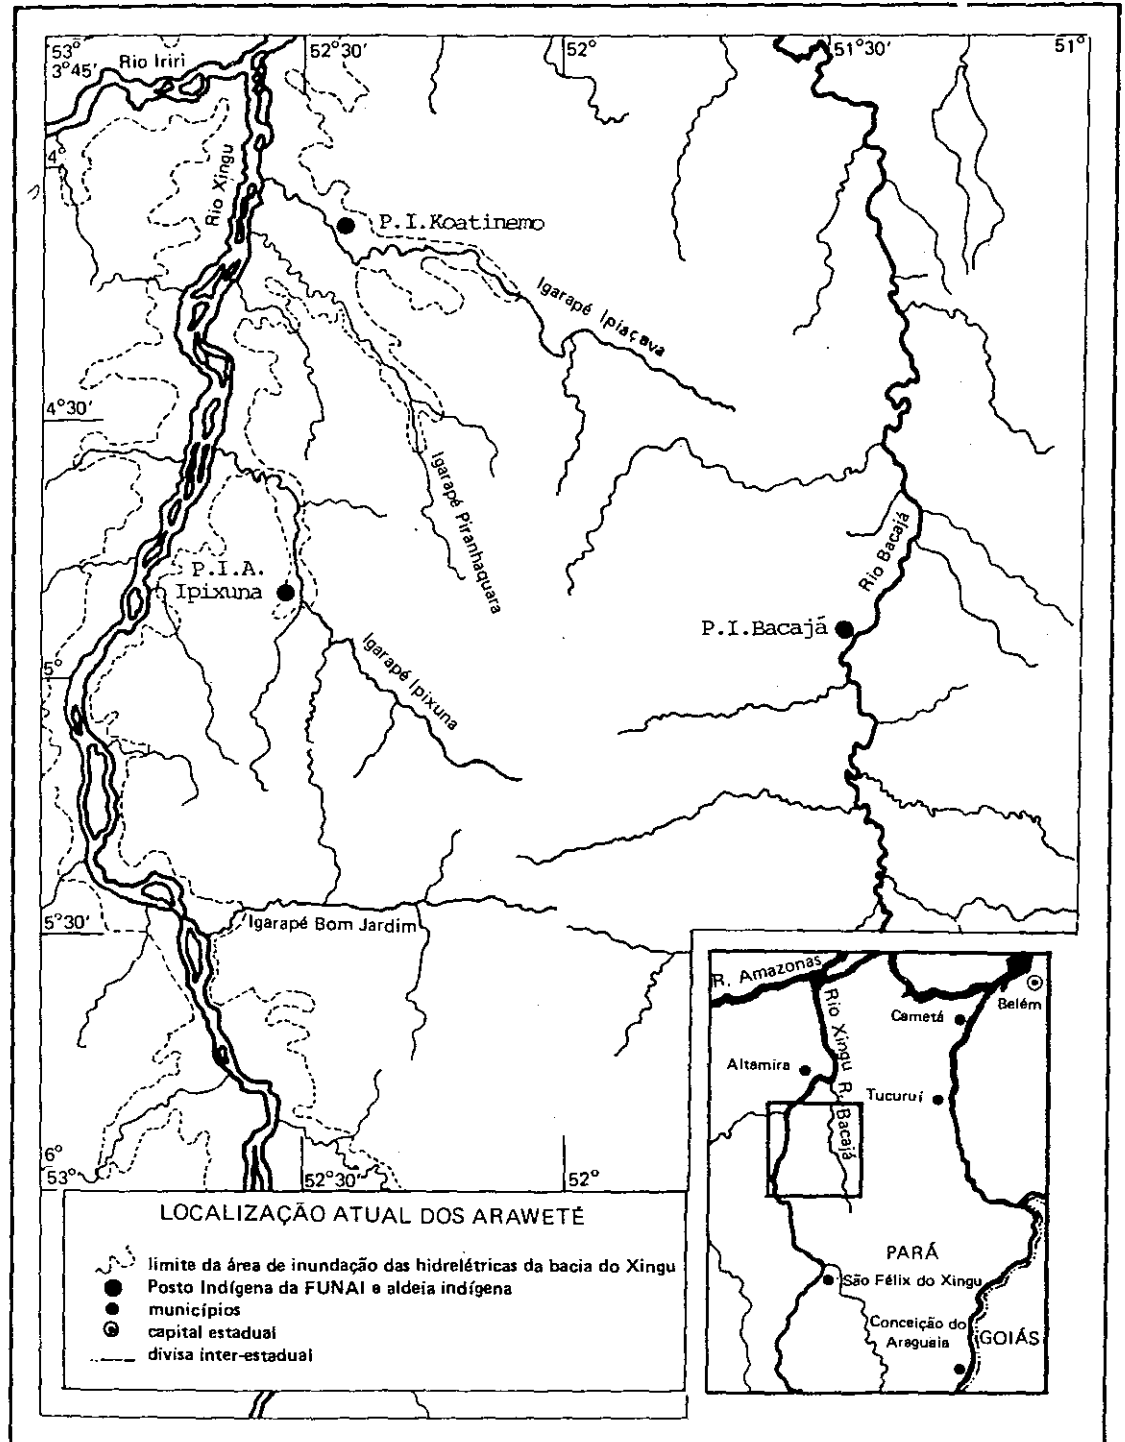 53°
52°30'
52°
51°30'
51°
3°45'
Rio Iriri
4°
Rio Xingu
P.I.Koatinemo
Igarapé Ipiaçava
4°30'
Igarapé Piranhaquara
Rio Bacajá
P.I.A.
Ipixuna
P.I.Bacajá
Igarapé Ipixuna
5°
5°30'
Igarapé Bom Jardim
6°
53°
52°30'
52°
R. Amazonas
Rio Xingu
Belém
Cametá
Altamira
Tucuruí
R. Bacajá
PARÁ
São Félix do Xingu
Conceição do
Araguaia
GOIÁS
LOCALIZAÇÃO ATUAL DOS ARAWETÉ
limite da área de inundação das hidrelétricas da bacia do Xingu
Posto Indígena da FUNAI e aldeia indígena
municípios
capital estadual
divisa inter-estadual